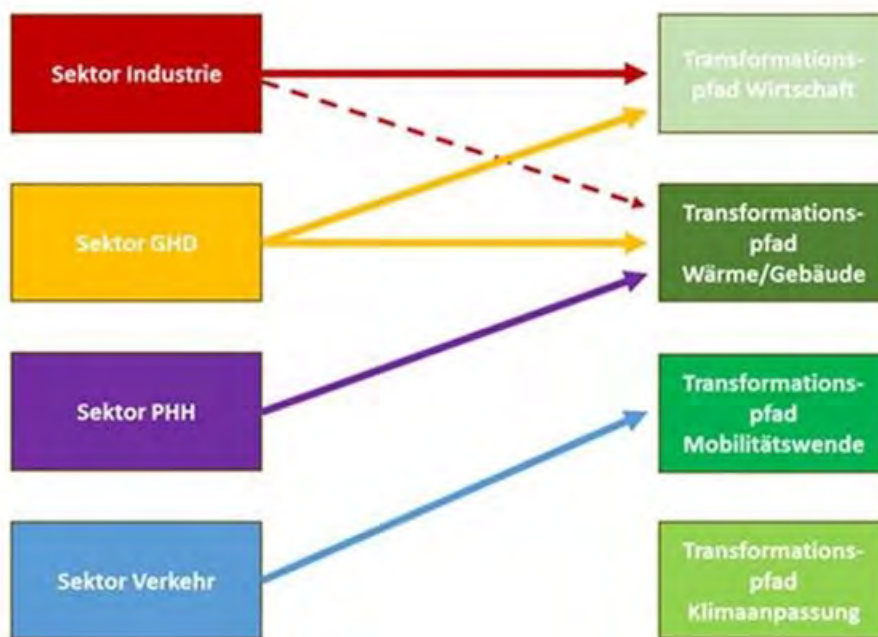 Sektor Industrie
Transformations-
pfad Wirtschaft
Sektor GHD
Transformations-
pfad
Wärme/Gebäude
Sektor PHH
Transformations-
pfad
Mobilitätswende
Sektor Verkehr
Transformations-
pfad
Klimaanpassung